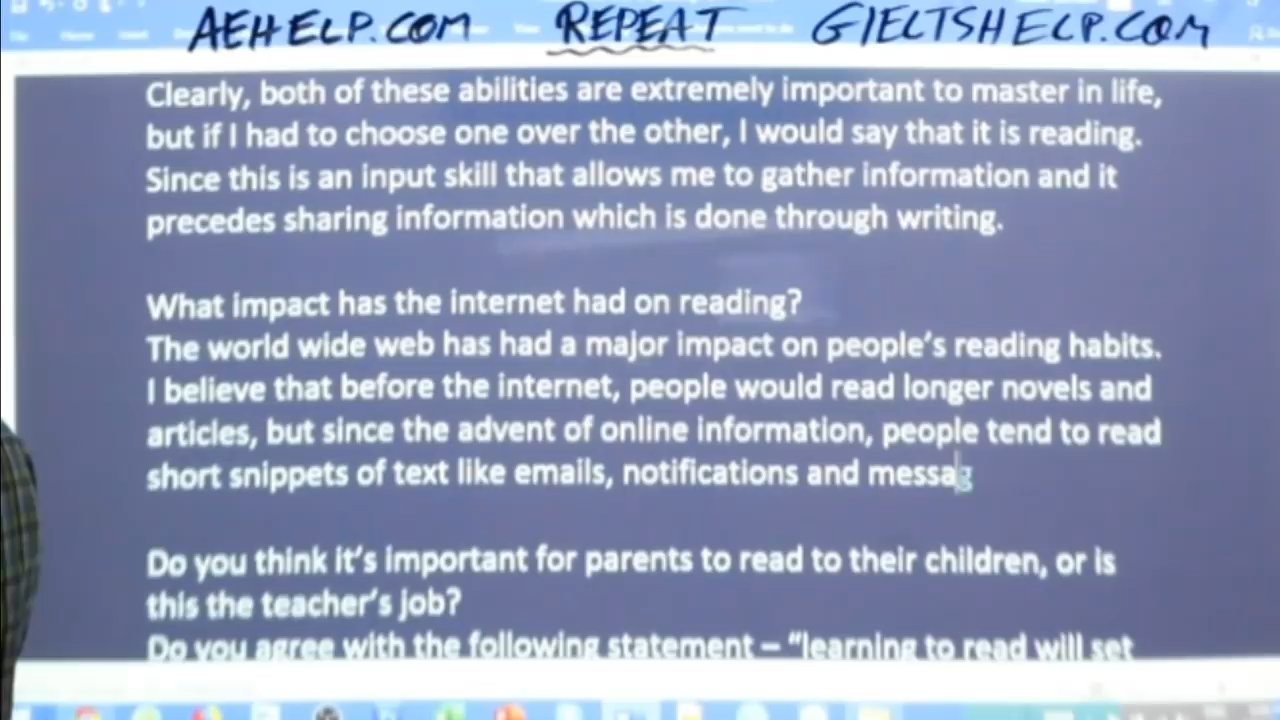 AEHELP.COM REPEAT GIELTSHELP.COM
Clearly, both of these abilities are extremely important to master in life,
but if I had to choose one over the other, I would say that it is reading.
Since this is an input skill that allows me to gather information and it
precedes sharing information which is done through writing.
What impact has the internet had on reading?
The world wide web has had a major impact on people's reading habits.
I believe that before the internet, people would read longer novels and
articles, but since the advent of online information, people tend to read
short snippets of text like emails, notifications and messag
Do you think it's important for parents to read to their children, or is
this the teacher's job?
Do you agree with the following statement – "learning to read will set